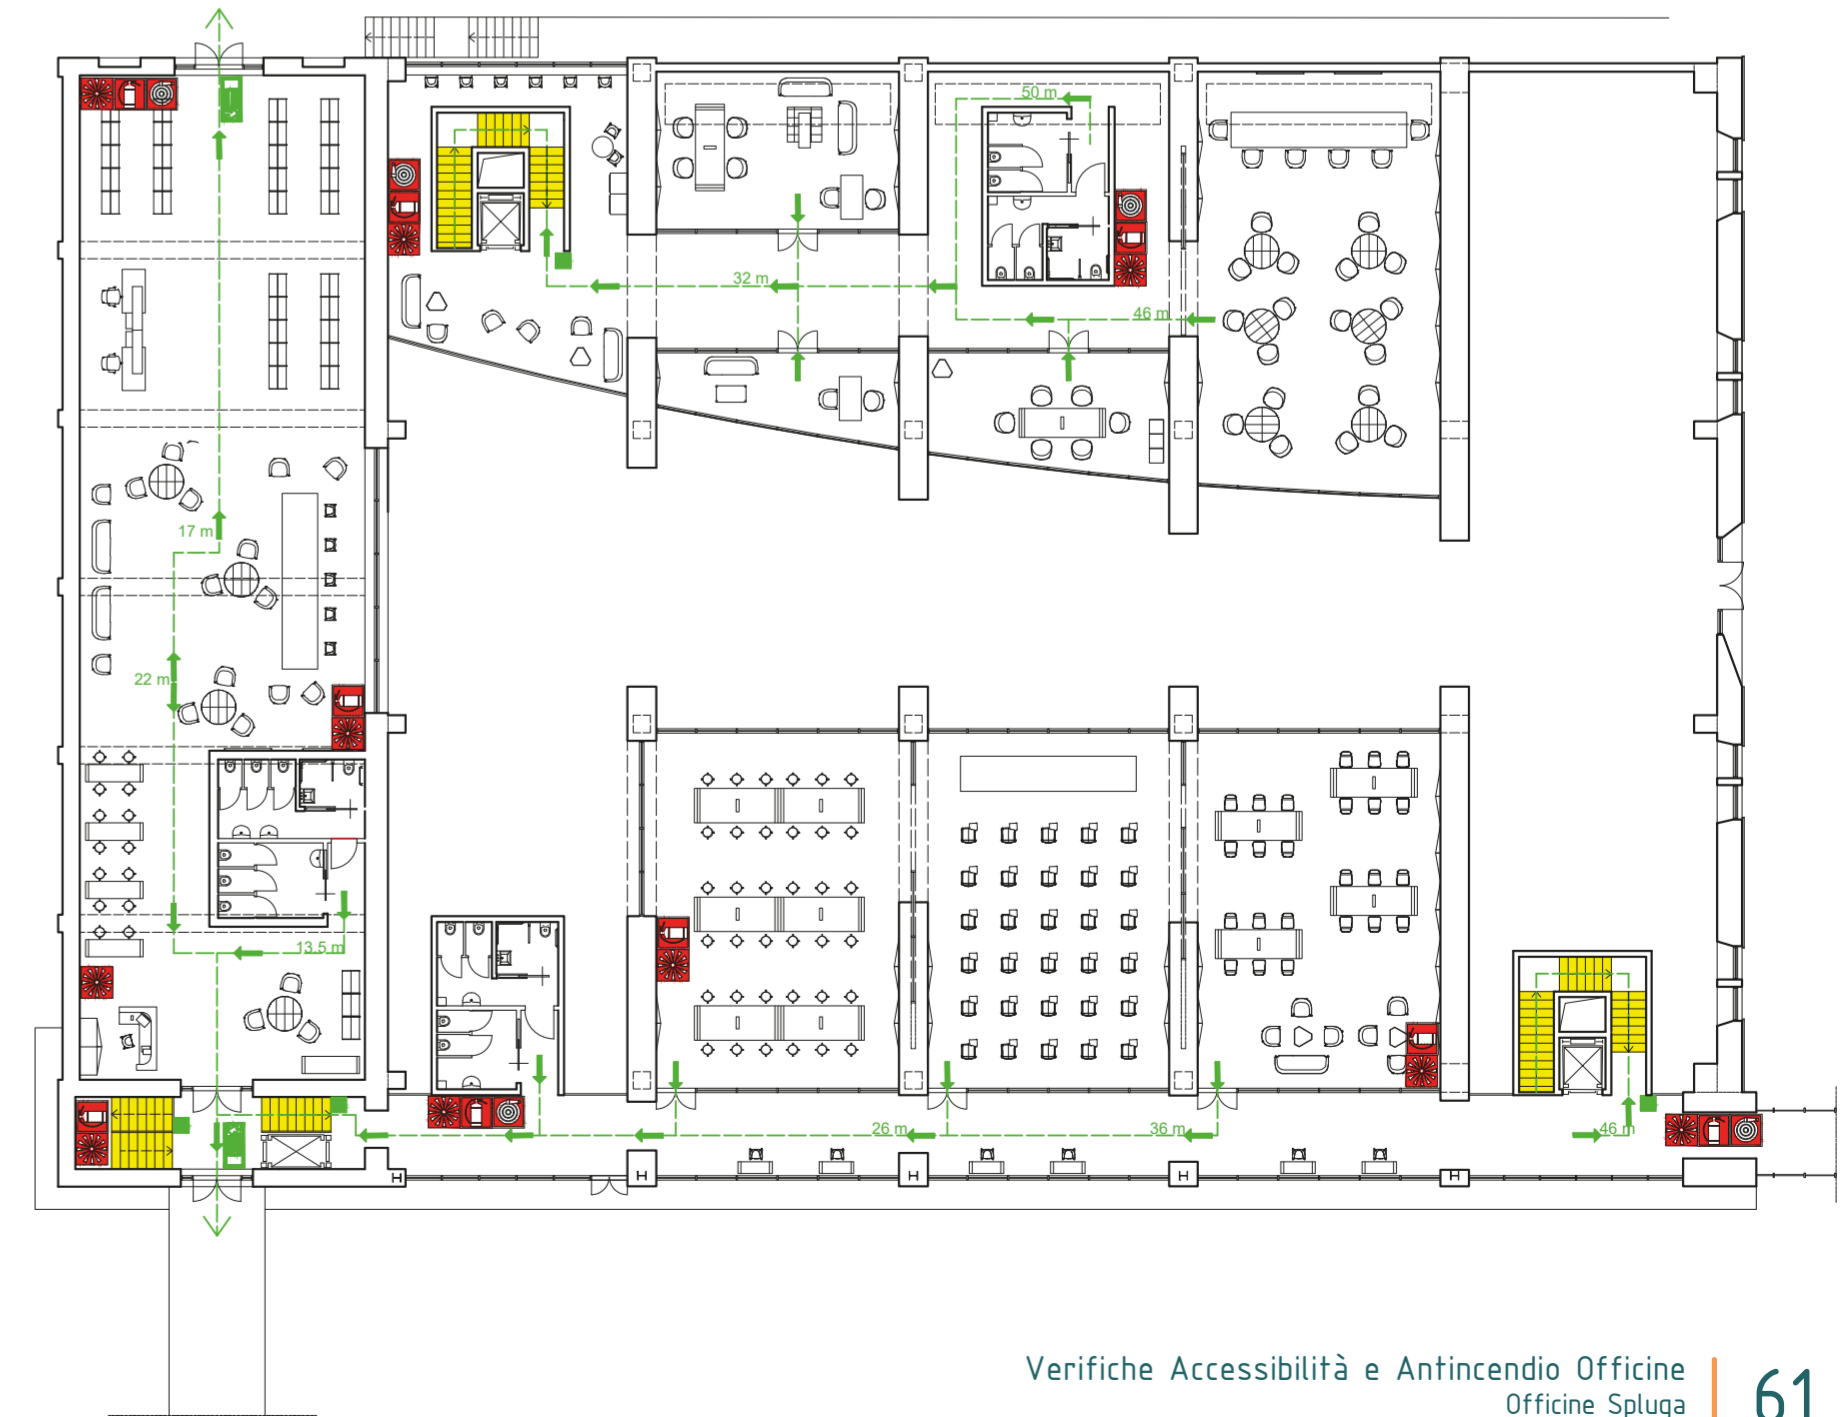 50 m
32 m
46 m
17 m
22 m
13.5 m
26 m
36 m
46 m
H
H
H
H
H
Verifiche Accessibilità e Antincendio Officine
Officine Spluga
61